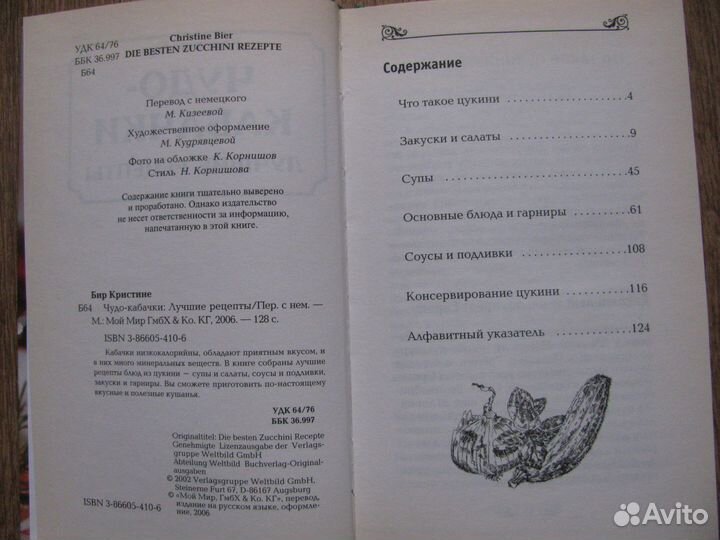 УДК 64/76
ББК 36.997
Б64
Christine Bier
DIE BESTEN ZUCCHINI REZEPTE
Перевод с немецкого
М. Кизеевой
Художественное оформление
М. Кудрявцевой
Фото на обложке К. Корнишов
Стиль Н. Корнишова
Содержание книги тщательно выверено
и проработано. Однако издательство
не несет ответственности за информацию,
напечатанную в этой книге.
Бир Кристине
Б64 Чудо-кабачки: Лучшие рецепты/Пер. с нем. —
М.: Мой Мир ГмбХ & Ко. КГ, 2006. — 128 с.
ISBN 3-86605-410-6
Кабачки низкокалорийны, обладают приятным вкусом, и
в них много минеральных веществ. В книге собраны лучшие
рецепты блюд из цукини — супы и салаты, соусы и подливки,
закуски и гарниры. Вы сможете приготовить по-настоящему
вкусные и полезные кушанья.
УДК 64/76
ББК 36.997
Originaltitel: Die besten Zucchini Rezepte
Genehmigte Lizenzausgabe der Verlags-
gruppe Weltbild GmbH
Abteilung Weltbild Buchverlag-Original-
ausgaben
© 2002 Verlagsgruppe Weltbild GmbH,
Steinerne Furt 67, D-86167 Augsburg
© «Мой Мир, ГмбХ & Ко. КГ», перевод,
издание на русском языке, оформле-
ние, 2006
ISBN 3-86605-410-6
Содержание
Что такое цукини 4
Закуски и салаты 9
Супы 45
Основные блюда и гарниры 61
Соусы и подливки 108
Консервирование цукини 116
Алфавитный указатель 124
Avito